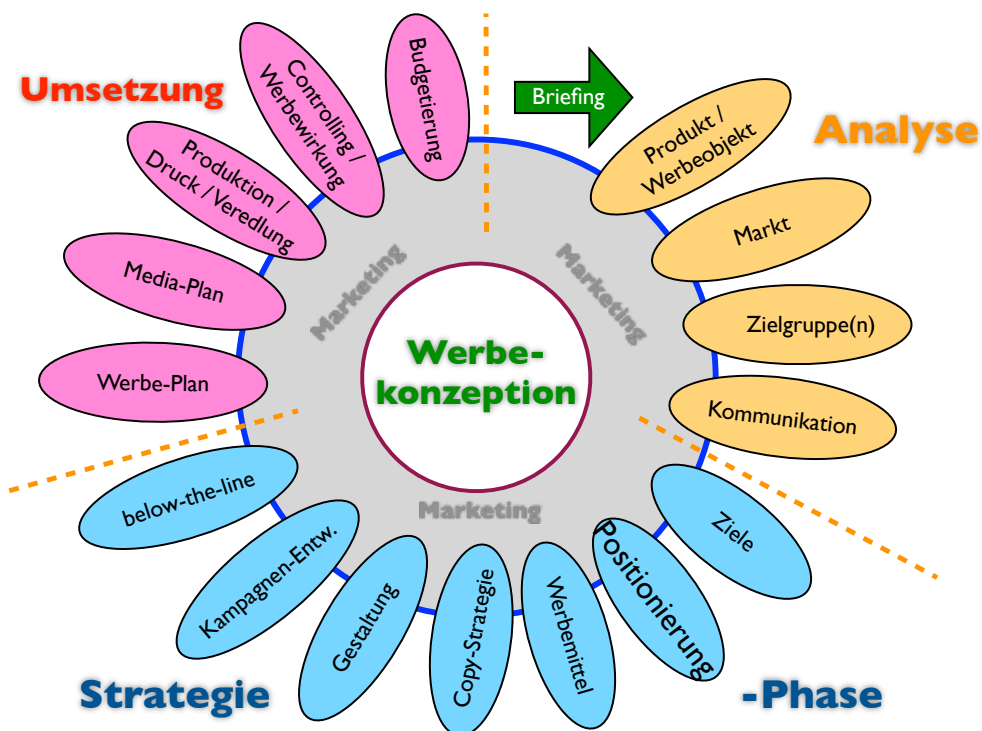 Briefing
Analyse
Produkt /
Werbeobjekt
Markt
Zielgruppe(n)
Kommunikation
Ziele
Positionierung
Werbemittel
Copy-Strategie
Gestaltung
Kampagnen-Entw.
below-the-line
Strategie
-Phase
Werbe-Plan
Media-Plan
Produktion /
Druck /Veredlung
Controlling /
Werbewirkung
Budgetierung
Umsetzung
Marketing
Marketing
Marketing
Werbe-
konzeption